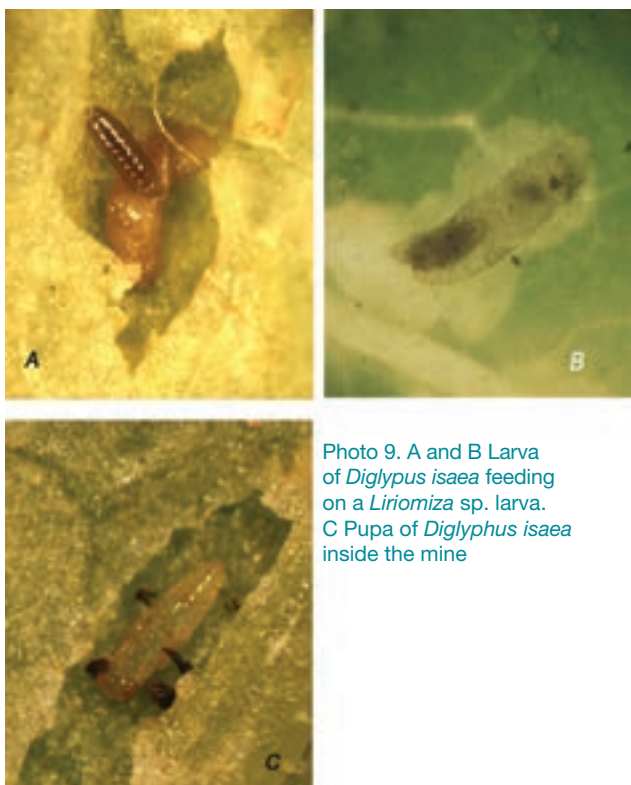 A
B
Photo 9. A and B Larva
of Diglypus isaea feeding
on a Liriomiza sp. larva.
C Pupa of Diglyphus isaea
inside the mine
C